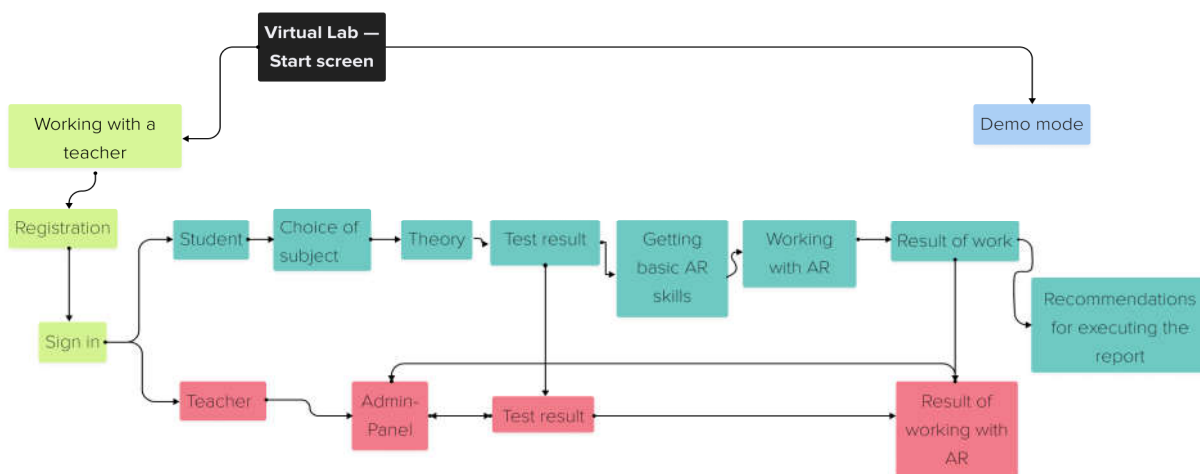 Virtual Lab —
Start screen
Working with a
teacher
Demo mode
Registration
Student
Choice of
subject
Theory
Test result
Getting
basic AR
skills
Working
with AR
Result of work
Recommendations
for executing the
report
Sign in
Teacher
Admin-
Panel
Test result
Result of
working with
AR